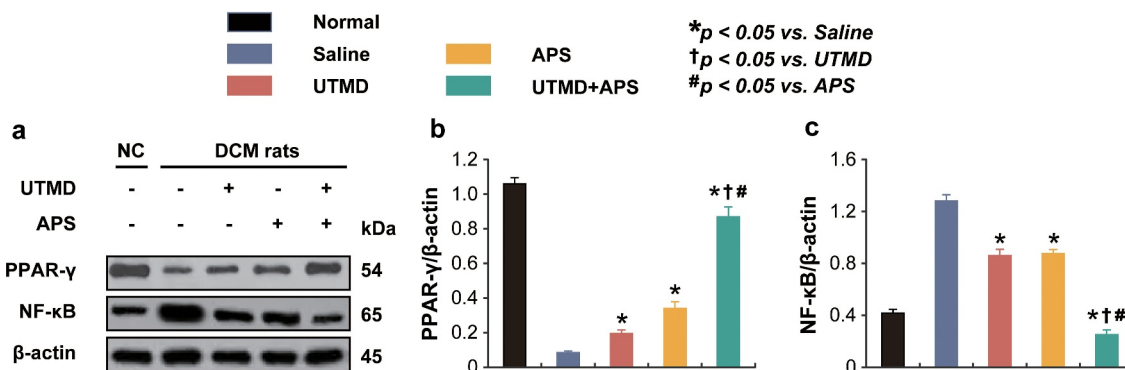 Normal
Saline
UTMD
APS
UTMD+APS
*p < 0.05 vs. Saline
†p < 0.05 vs. UTMD
#p < 0.05 vs. APS
a
NC DCM rats
UTMD - - + - +
APS - - - + + kDa
PPAR-γ 54
NF-κB 65
β-actin 45
b
PPAR-γ/β-actin
1.2
1.0
0.8
0.6
0.4
0.2
0
*
*
*†#
c
NF-κB/β-actin
1.6
1.2
0.8
0.4
0
*
*
*†#